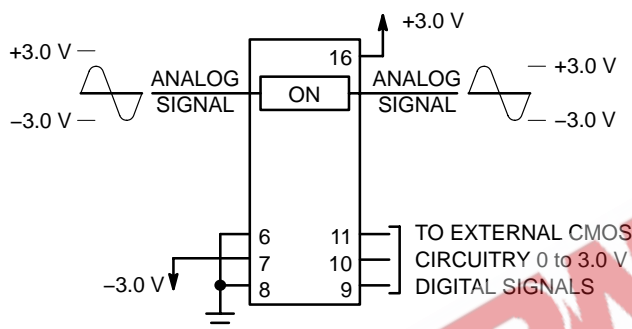 +3.0 V
16
+3.0 V
ANALOG
SIGNAL
ON
ANALOG
SIGNAL
+3.0 V
−3.0 V
−3.0 V
6
7
8
−3.0 V
11
10
9
TO EXTERNAL CMOS
CIRCUITRY 0 to 3.0 V
DIGITAL SIGNALS